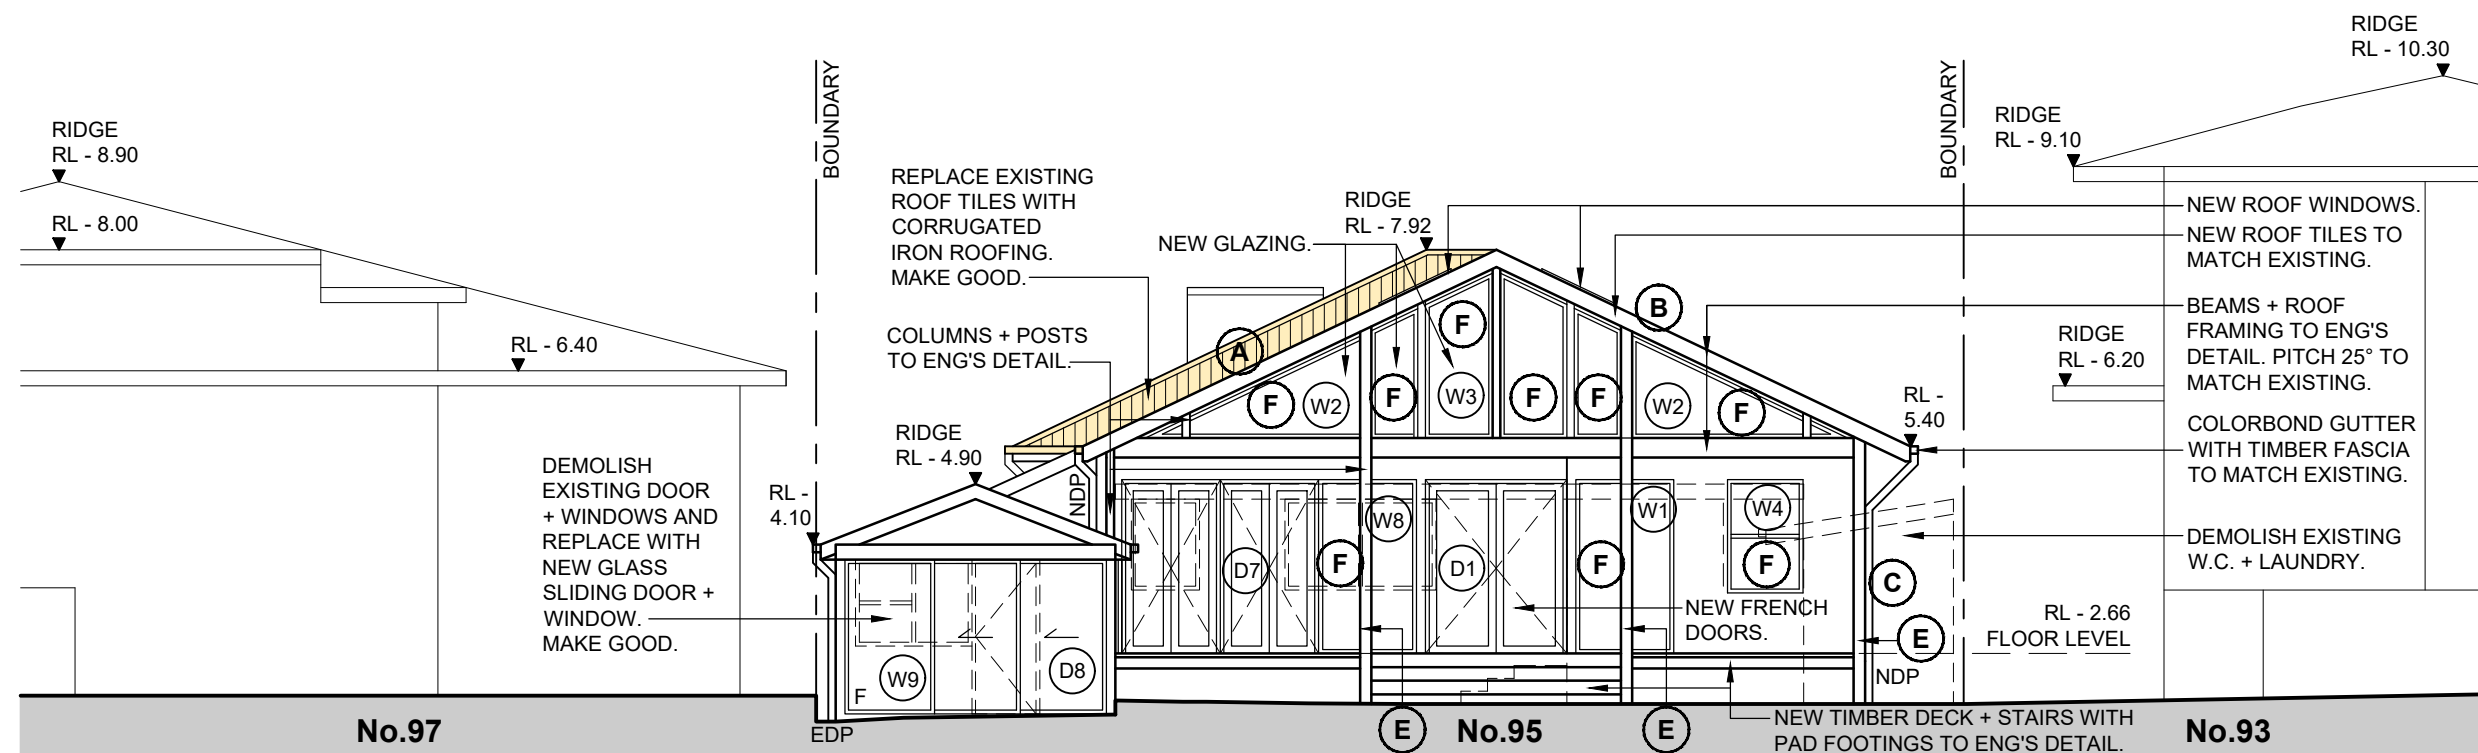 RIDGE
RL - 8.90
RL - 8.00
RL - 6.40
BOUNDARY
REPLACE EXISTING
ROOF TILES WITH
CORRUGATED
IRON ROOFING.
MAKE GOOD.
COLUMNS + POSTS
TO ENG'S DETAIL.
RIDGE
RL - 4.90
RL -
4.10
DEMOLISH
EXISTING DOOR
+ WINDOWS AND
REPLACE WITH
NEW GLASS
SLIDING DOOR +
WINDOW.
MAKE GOOD.
NEW GLAZING.
RIDGE
RL - 7.92
A
B
F
F
W2
F
W3
F
F
W2
F
NDP
W8
W1
W4
D7
F
D1
F
F
C
NEW FRENCH
DOORS.
E
NDP
F
W9
D8
EDP
E
E
RL -
5.40
BOUNDARY
RIDGE
RL - 10.30
RIDGE
RL - 9.10
RIDGE
RL - 6.20
NEW ROOF WINDOWS.
NEW ROOF TILES TO
MATCH EXISTING.
BEAMS + ROOF
FRAMING TO ENG'S
DETAIL. PITCH 25° TO
MATCH EXISTING.
COLORBOND GUTTER
WITH TIMBER FASCIA
TO MATCH EXISTING.
DEMOLISH EXISTING
W.C. + LAUNDRY.
RL - 2.66
FLOOR LEVEL
NEW TIMBER DECK + STAIRS WITH
PAD FOOTINGS TO ENG'S DETAIL.
No.97
No.95
No.93